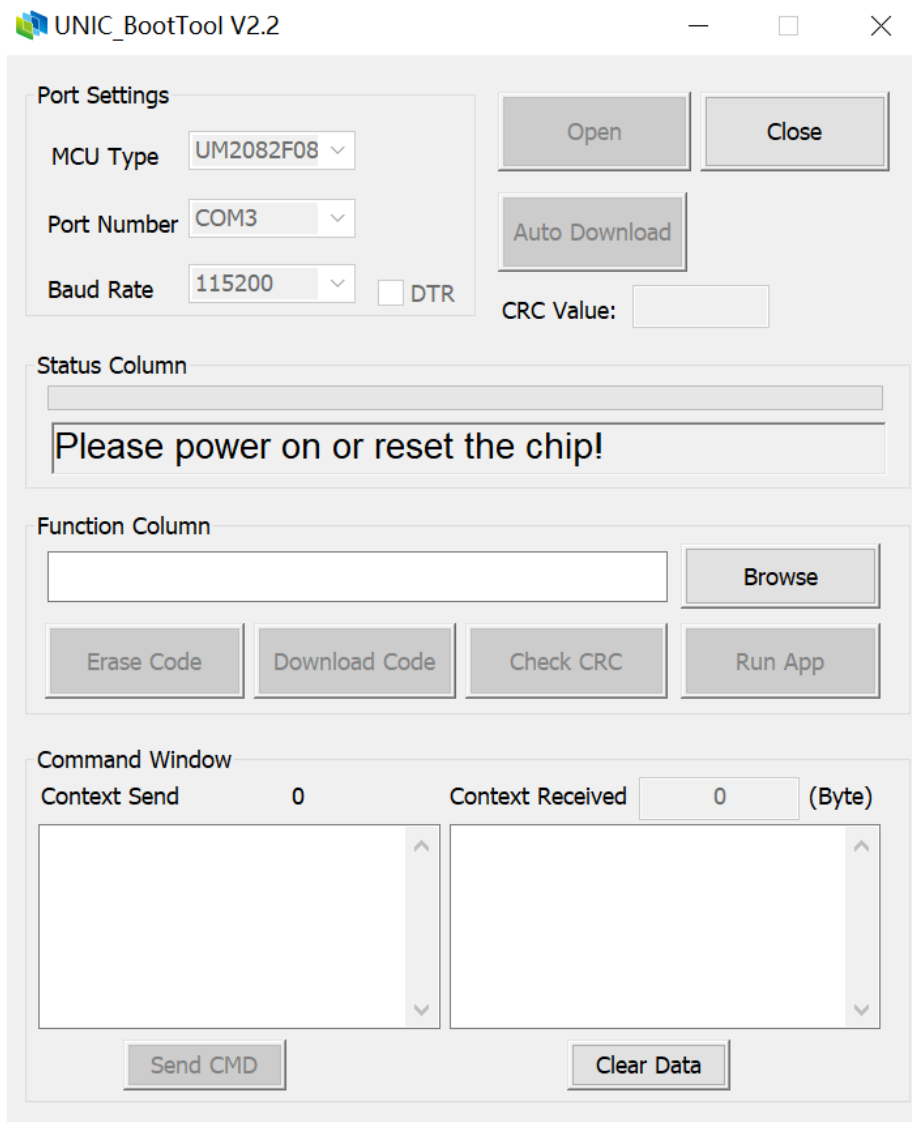 UNIC_BootTool V2.2
Port Settings
MCU Type
UM2082F08
Port Number
COM3
Baud Rate
115200
DTR
Open
Close
Auto Download
CRC Value:
Status Column
Please power on or reset the chip!
Function Column
Browse
Erase Code
Download Code
Check CRC
Run App
Command Window
Context Send
0
Context Received
0
(Byte)
Send CMD
Clear Data